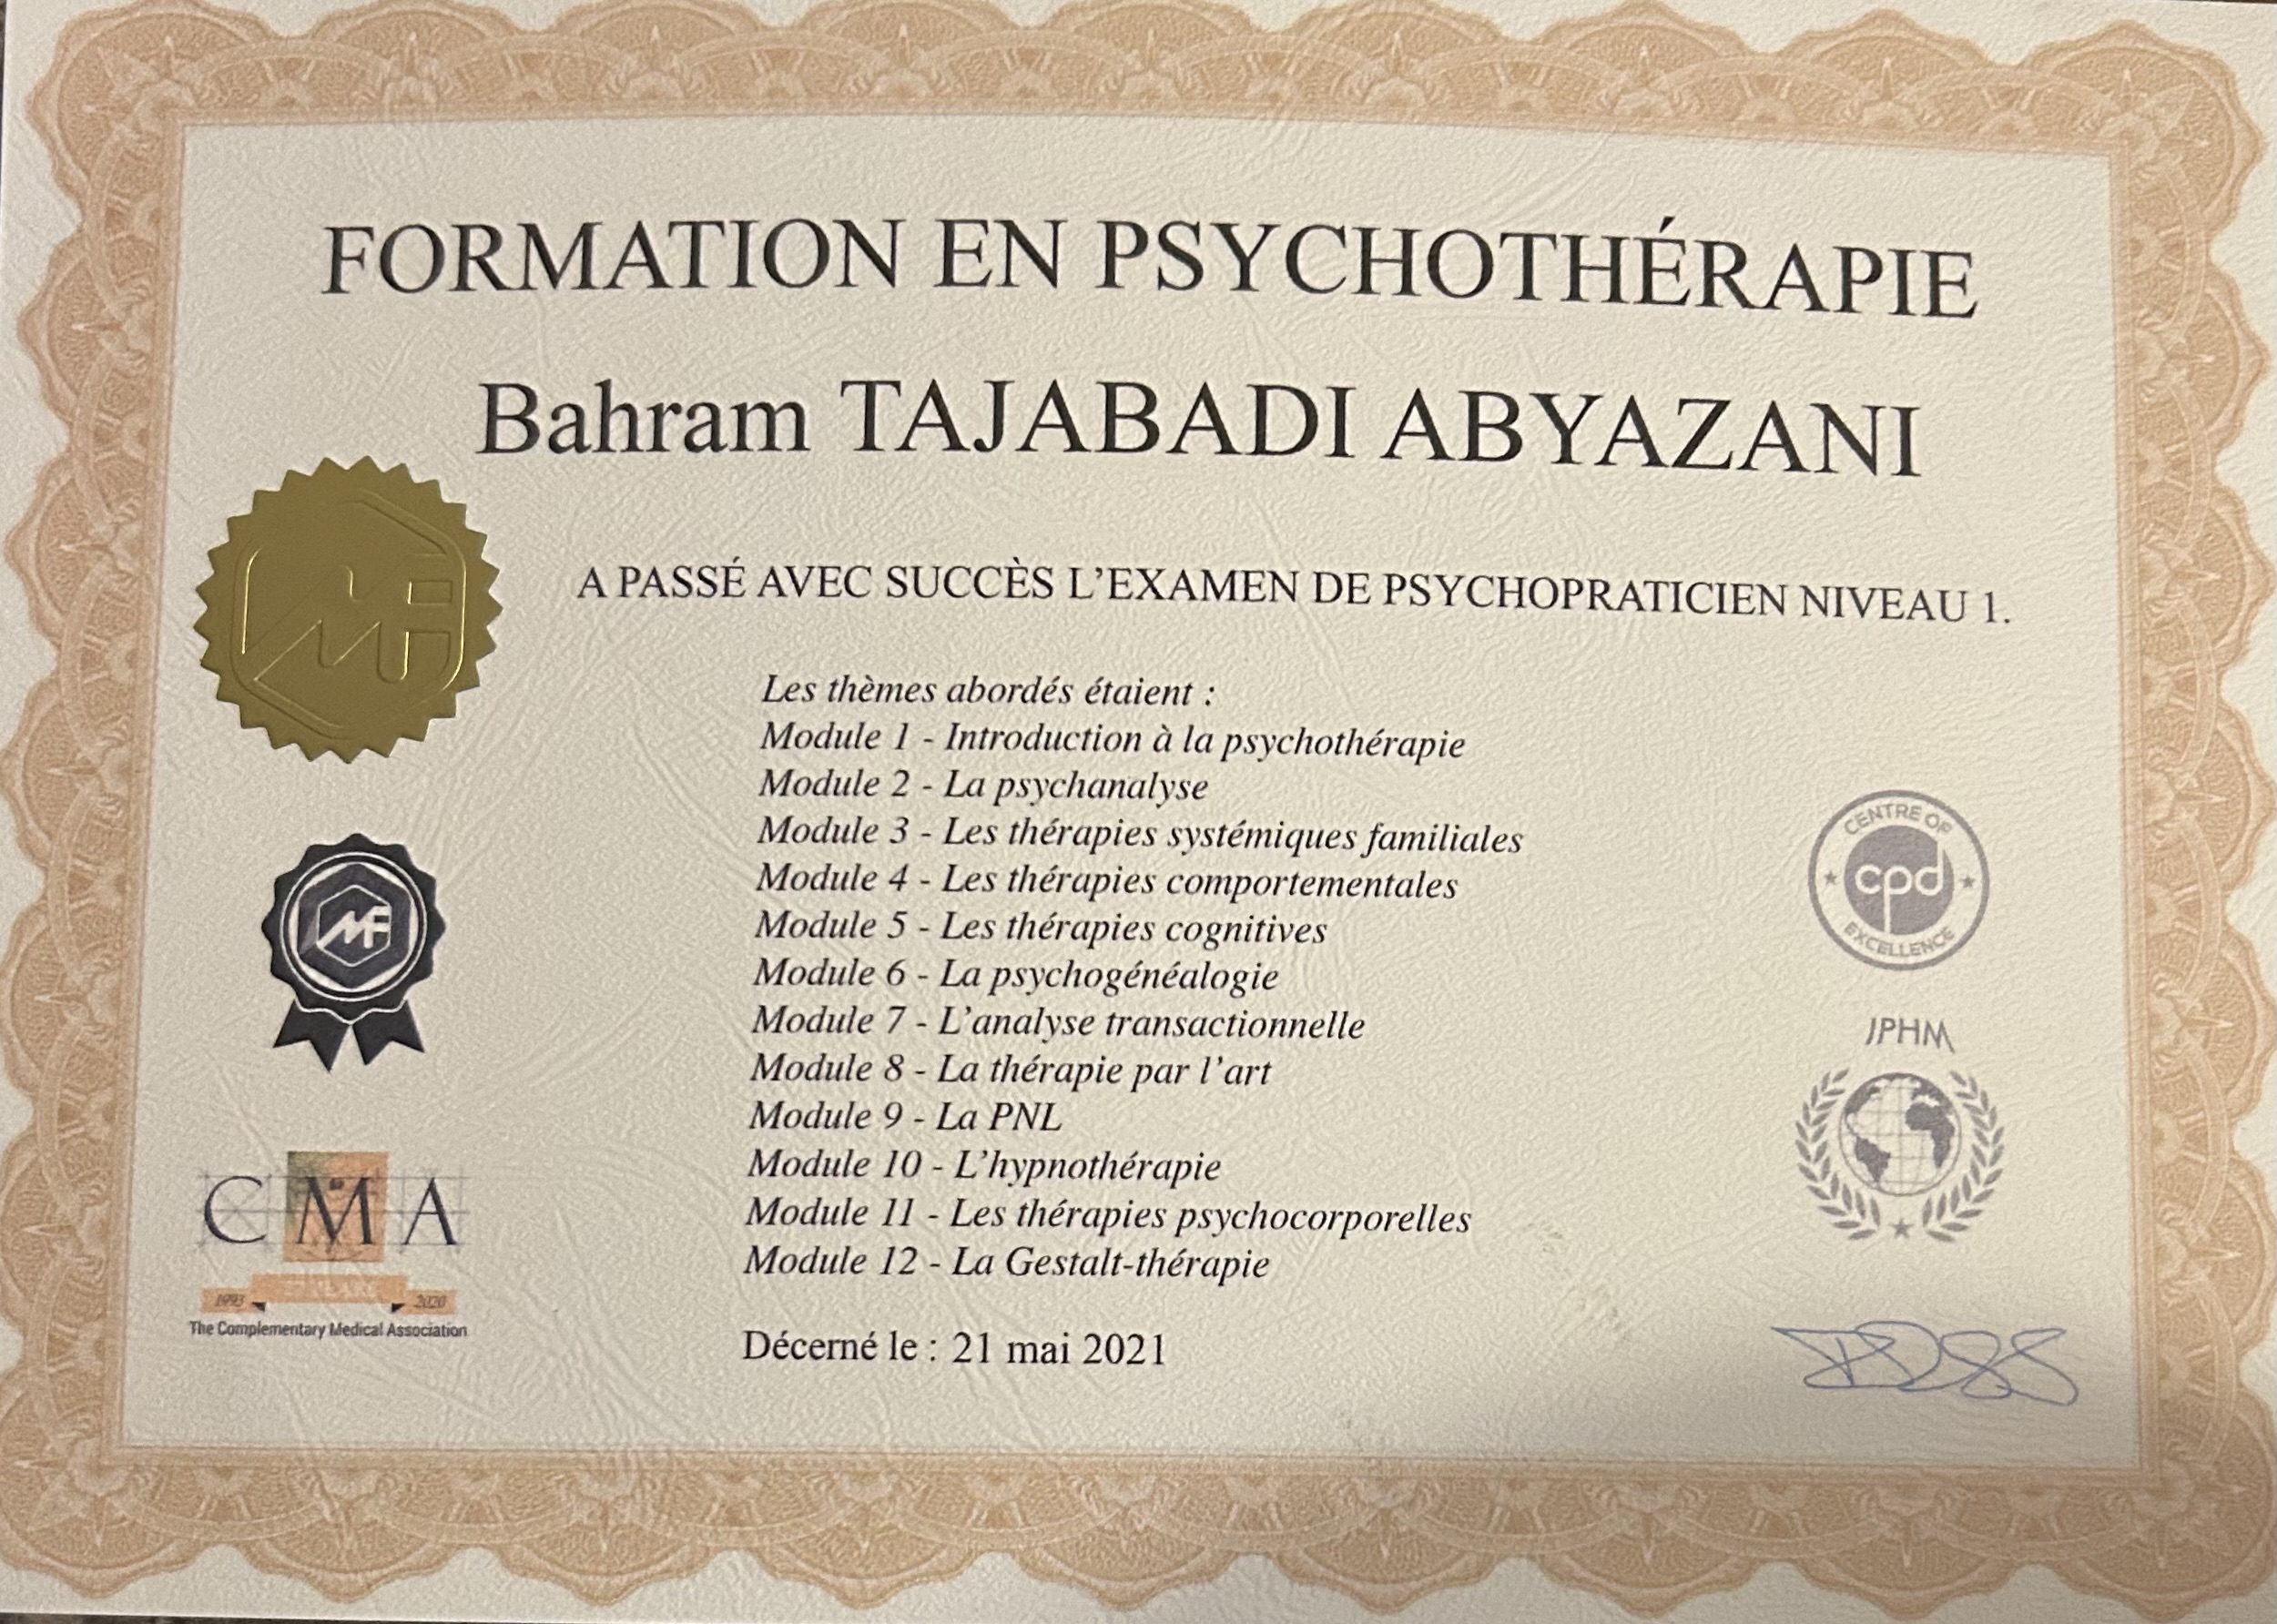 FORMATION EN PSYCHOTHÉRAPIE
Bahram TAJABADI ABYAZANI
A PASSÉ AVEC SUCCÈS L'EXAMEN DE PSYCHOPRATICIEN NIVEAU 1.
Les thèmes abordés étaient :
Module 1 - Introduction à la psychothérapie
Module 2 - La psychanalyse
Module 3 - Les thérapies systémiques familiales
Module 4 - Les thérapies comportementales
Module 5 - Les thérapies cognitives
Module 6 - La psychogénéalogie
Module 7 - L'analyse transactionnelle
Module 8 - La thérapie par l'art
Module 9 - La PNL
Module 10 - L'hypnothérapie
Module 11 - Les thérapies psychocorporelles
Module 12 - La Gestalt-thérapie
Décerné le : 21 mai 2021
MF
MF
CMA
1993 2020
The Complementary Medical Association
CENTRE OF
cpd
EXCELLENCE
IPHM